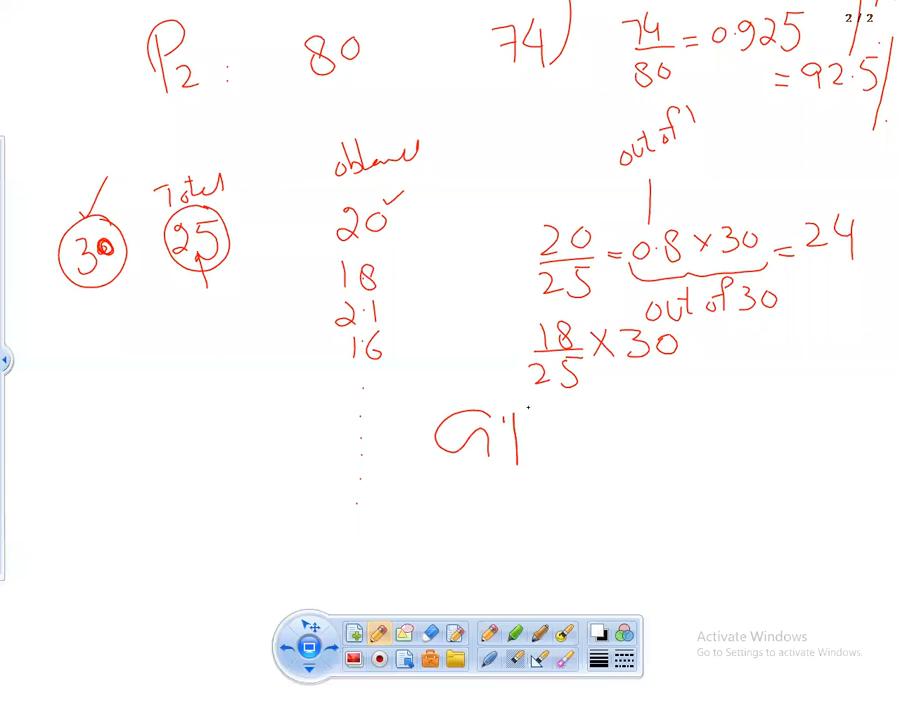 2 / 2
P2 : 80 74) 74/80 = 0.925
= 92.5%
out of 1
obtained
Total
30 25 20 20/25 = 0.8 × 30 = 24
out of 30
18
21
16 18/25 × 30
Activate Windows
Go to Settings to activate Windows.